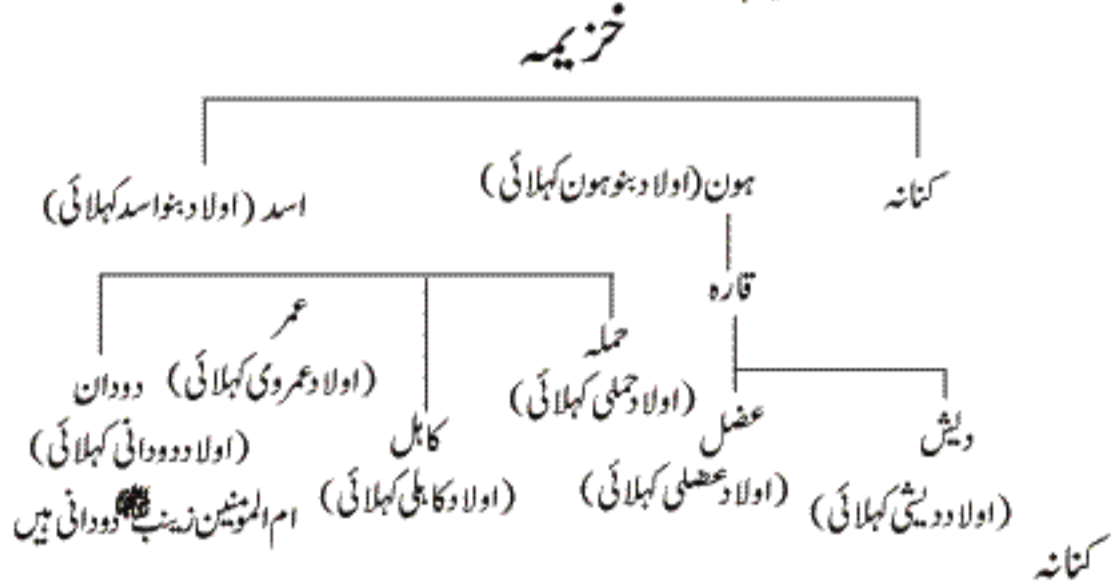 خزیمہ
کنانہ
ہون (اولاد بنو ہون کہلائی)
اسد (اولاد بنو اسد کہلائی)
قارہ
دیش
(اولاد دیشی کہلائی)
عضل
(اولاد عضلی کہلائی)
حملہ
(اولاد حملی کہلائی)
کاہل
(اولاد کاہلی کہلائی)
عمر
(اولاد عمروی کہلائی)
دودان
(اولاد دودانی کہلائی)
ام المومنین زینب دودانی ہیں
کنانہ